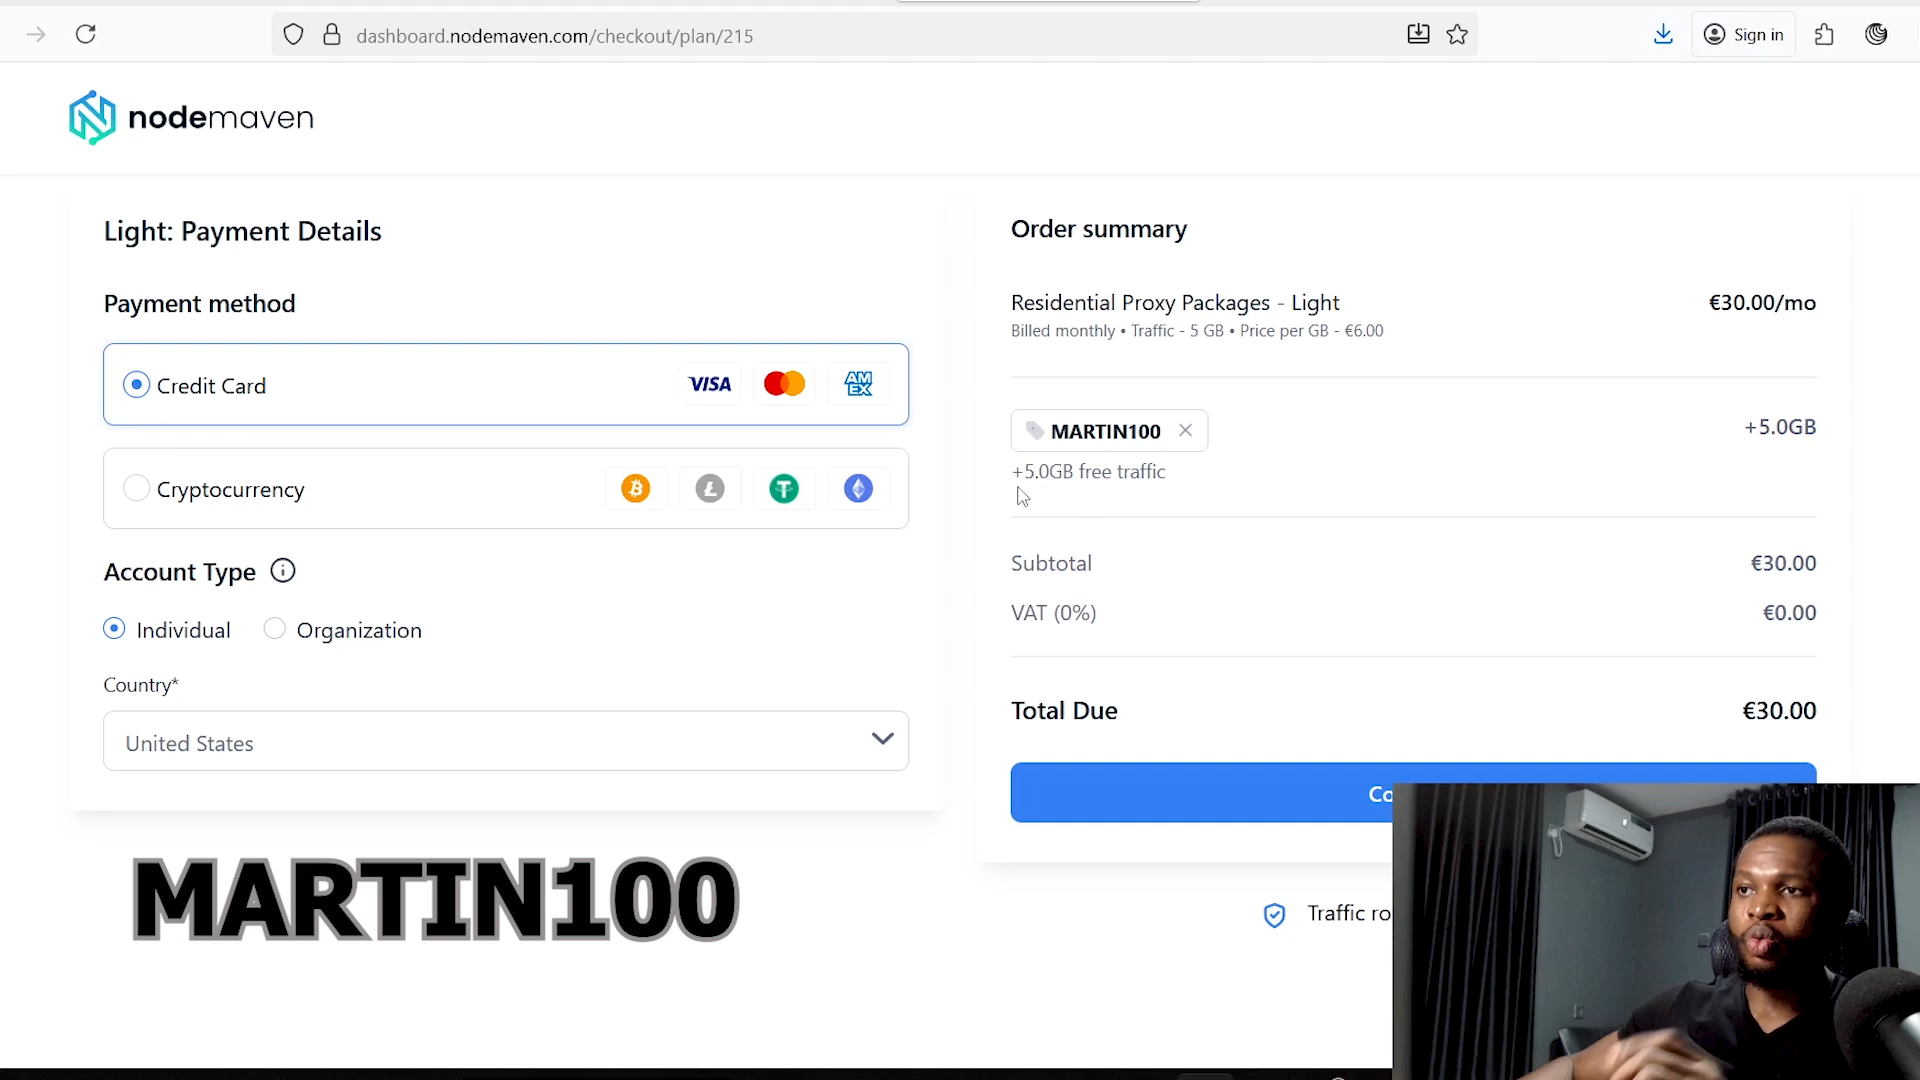 Sign in
dashboard.nodemaven.com/checkout/plan/215
nodemaven
Light: Payment Details
Payment method
Credit Card
VISA
AM
EX
Cryptocurrency
Account Type
Individual
Organization
Country*
United States
MARTIN100
Order summary
Residential Proxy Packages - Light
€30.00/mo
Billed monthly • Traffic - 5 GB • Price per GB - €6.00
MARTIN100
+5.0GB
+5.0GB free traffic
Subtotal
€30.00
VAT (0%)
€0.00
Total Due
€30.00
Traffic